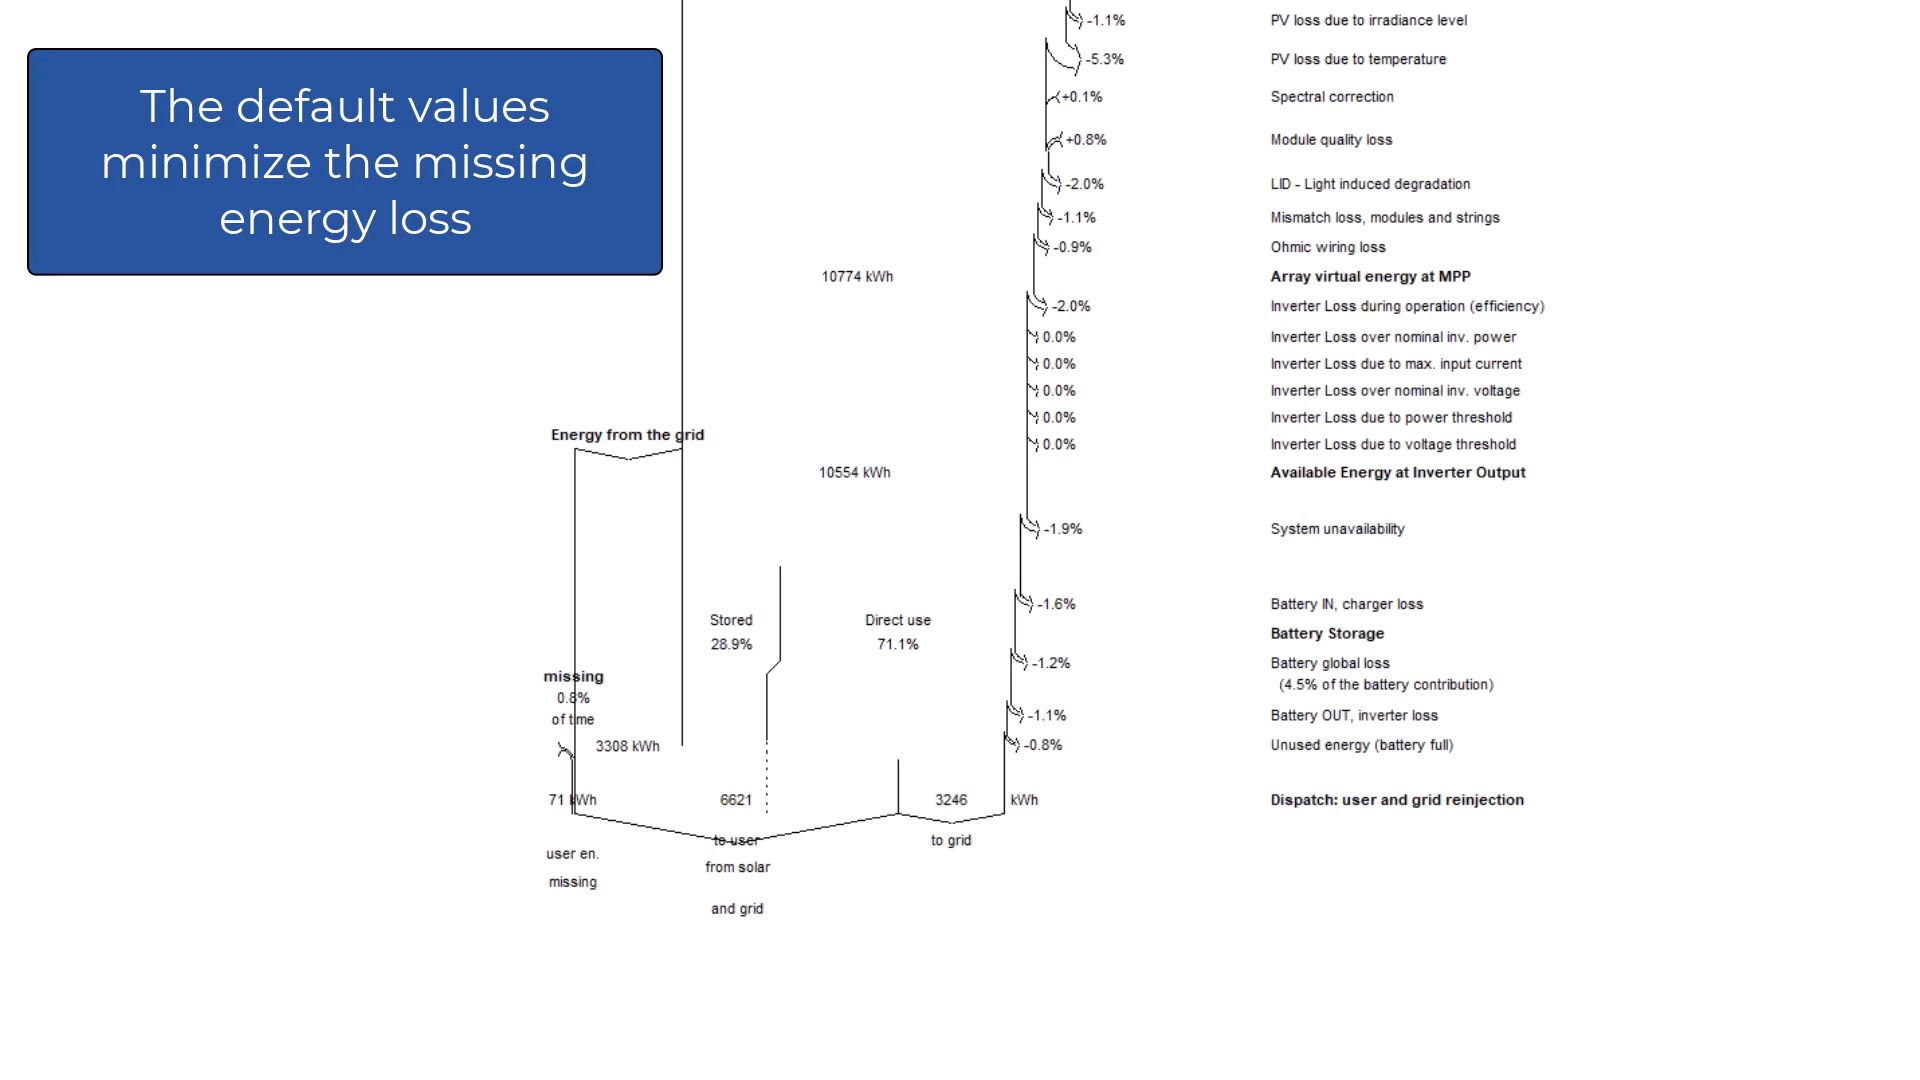 The default values
minimize the missing
energy loss
-1.1% PV loss due to irradiance level
-5.3% PV loss due to temperature
+0.1% Spectral correction
+0.8% Module quality loss
-2.0% LID - Light induced degradation
-1.1% Mismatch loss, modules and strings
-0.9% Ohmic wiring loss
10774 kWh Array virtual energy at MPP
-2.0% Inverter Loss during operation (efficiency)
0.0% Inverter Loss over nominal inv. power
0.0% Inverter Loss due to max. input current
0.0% Inverter Loss over nominal inv. voltage
0.0% Inverter Loss due to power threshold
Energy from the grid
0.0% Inverter Loss due to voltage threshold
10554 kWh Available Energy at Inverter Output
-1.9% System unavailability
-1.6% Battery IN, charger loss
Stored Direct use
Battery Storage
28.9% 71.1%
-1.2% Battery global loss
missing
(4.5% of the battery contribution)
0.8%
of time
-1.1% Battery OUT, inverter loss
3308 kWh -0.8% Unused energy (battery full)
71 kWh 6621 3246 kWh Dispatch: user and grid reinjection
to user to grid
user en.
from solar
missing
and grid